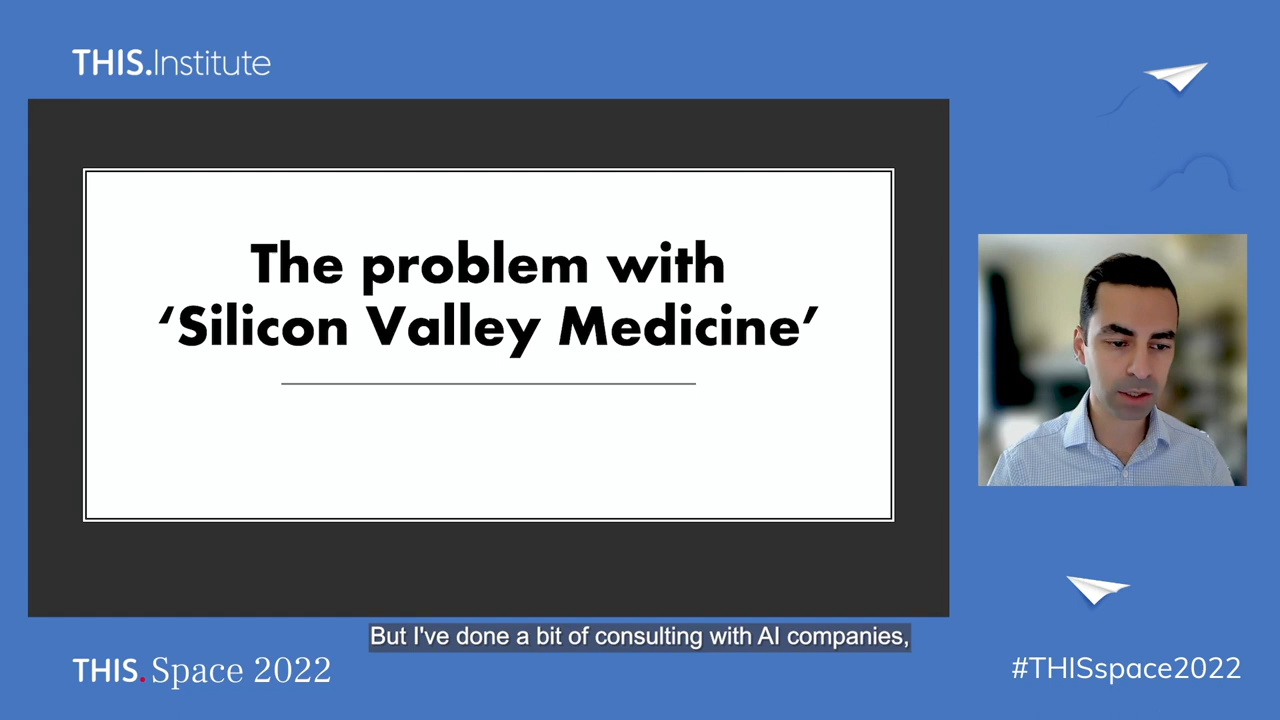 THIS.Institute
The problem with
‘Silicon Valley Medicine’
But I've done a bit of consulting with AI companies,
THIS. Space 2022
#THISspace2022